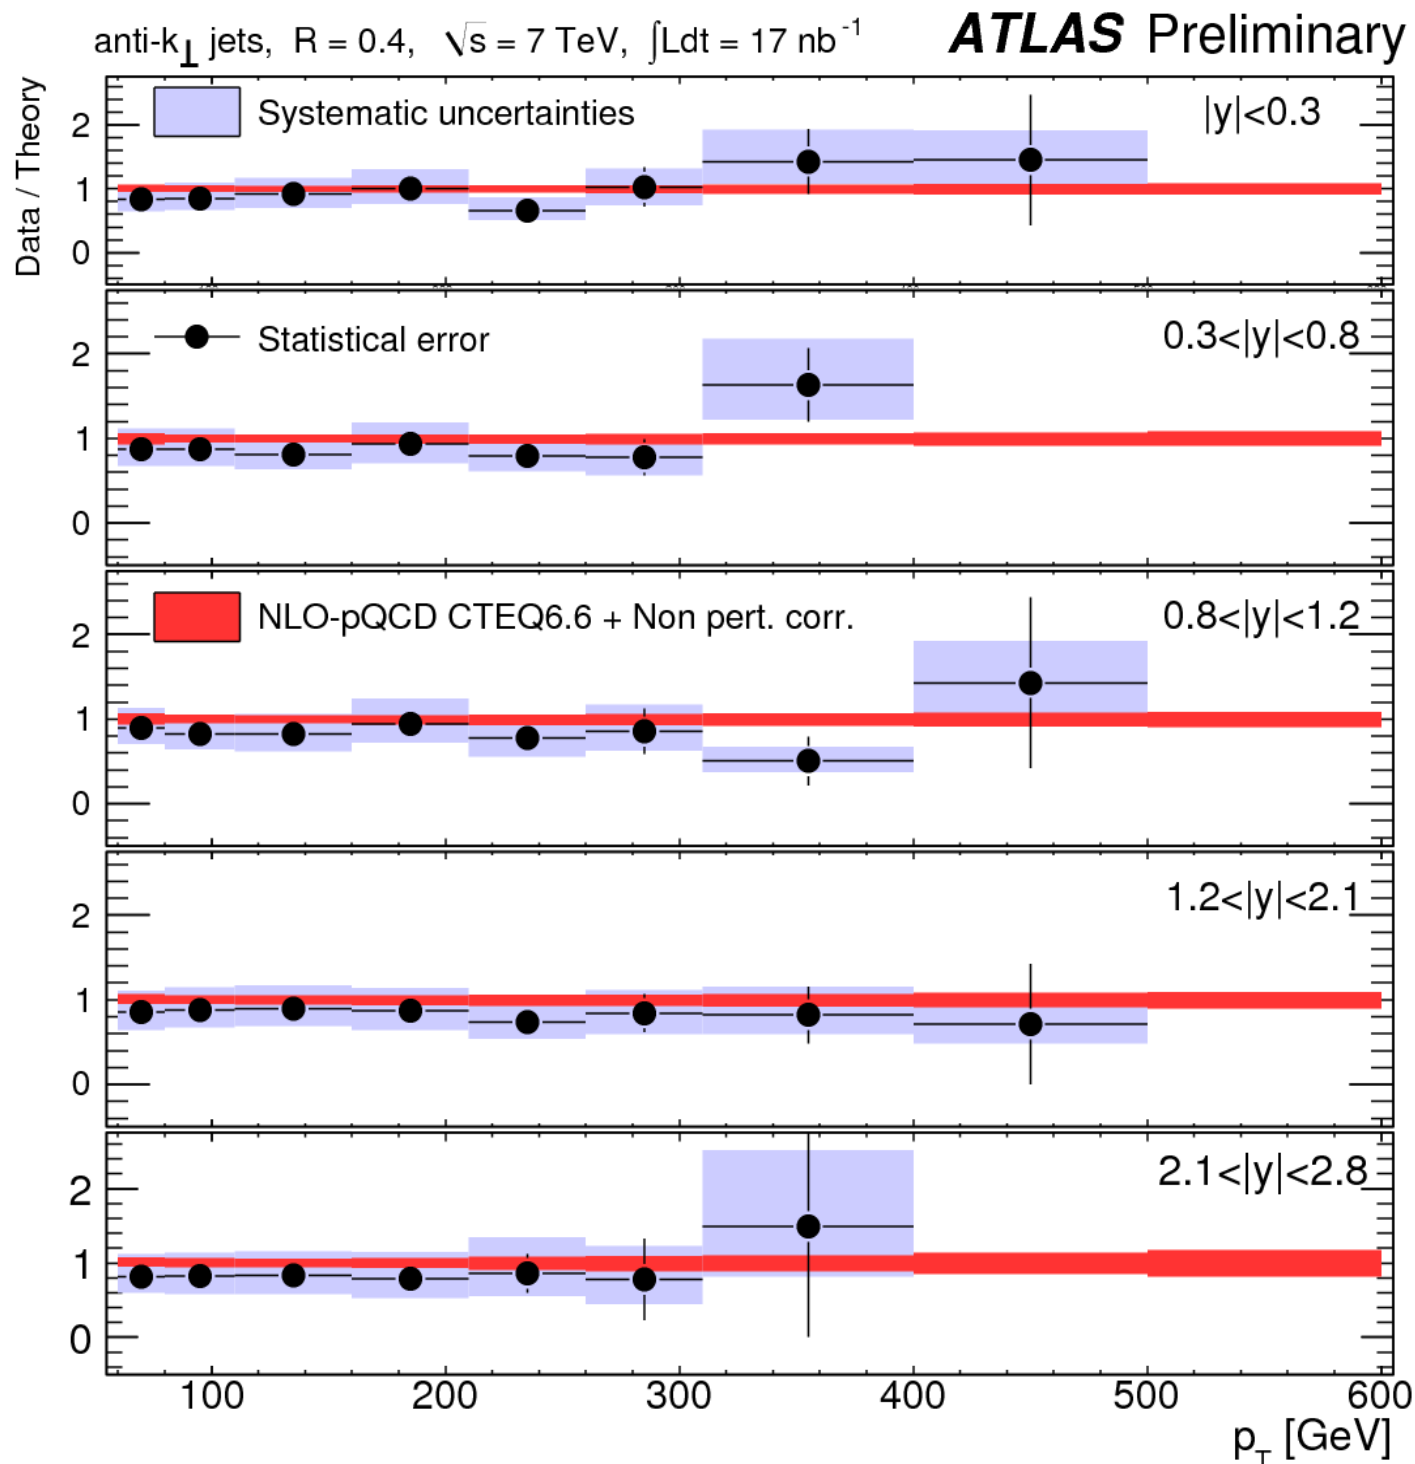 anti-k⊥ jets, R = 0.4, √s = 7 TeV, ∫Ldt = 17 nb⁻¹ ATLAS Preliminary
Data / Theory
Systematic uncertainties |y|<0.3
2
1
0
Statistical error 0.3<|y|<0.8
2
1
0
NLO-pQCD CTEQ6.6 + Non pert. corr. 0.8<|y|<1.2
2
1
0
1.2<|y|<2.1
2
1
0
2.1<|y|<2.8
2
1
0
100 200 300 400 500 600
p_T [GeV]